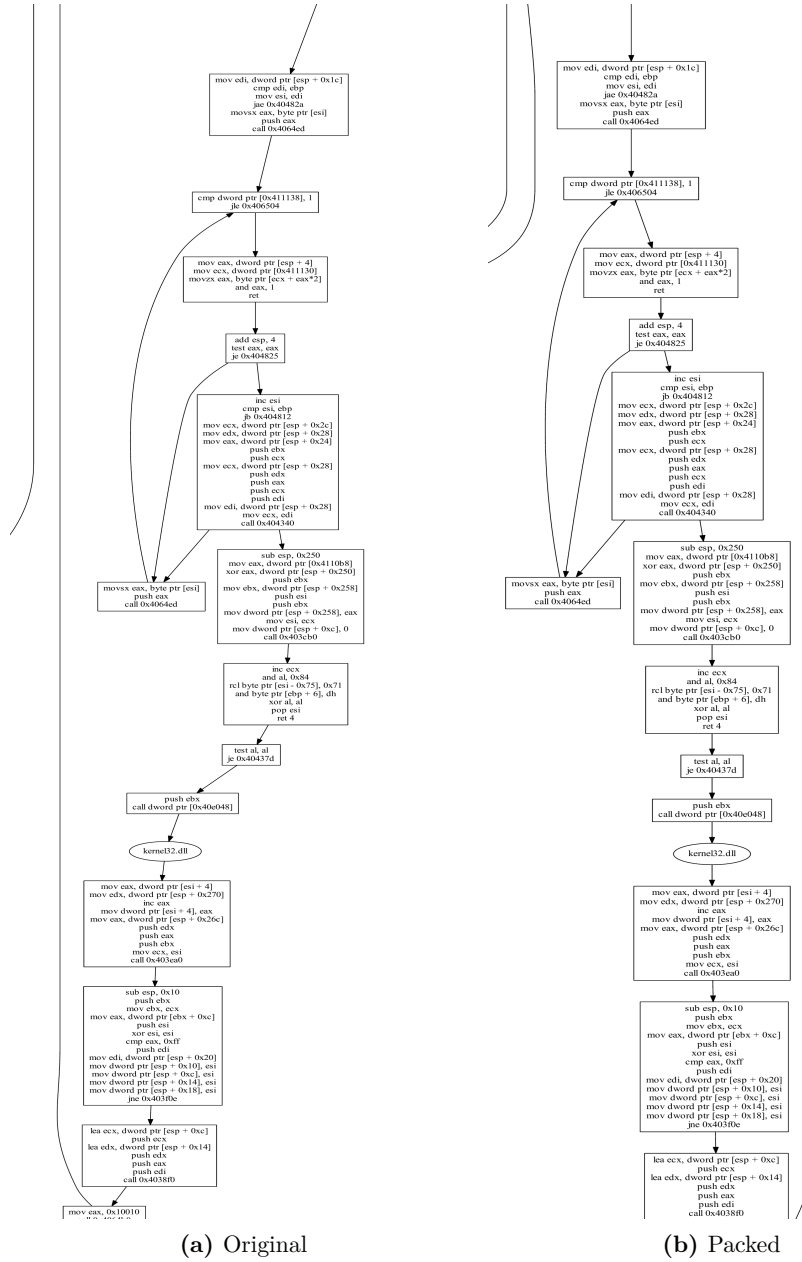 mov edi, dword ptr [esp + 0x1c]
cmp edi, ebp
mov esi, edi
jae 0x40482a
movsx eax, byte ptr [esi]
push eax
call 0x4064ed
cmp dword ptr [0x411138], 1
jle 0x406504
mov eax, dword ptr [esp + 4]
mov ecx, dword ptr [0x411130]
movzx eax, byte ptr [ecx + eax*2]
and eax, 1
ret
add esp, 4
test eax, eax
je 0x404825
inc esi
cmp esi, ebp
jb 0x404812
mov ecx, dword ptr [esp + 0x2c]
mov edx, dword ptr [esp + 0x28]
mov eax, dword ptr [esp + 0x24]
push ebx
push ecx
mov ecx, dword ptr [esp + 0x28]
push edx
push eax
push ecx
push edi
mov edi, dword ptr [esp + 0x28]
mov ecx, edi
call 0x404340
movsx eax, byte ptr [esi]
push eax
call 0x4064ed
sub esp, 0x250
mov eax, dword ptr [0x4110b8]
xor eax, dword ptr [esp + 0x250]
push ebx
mov ebx, dword ptr [esp + 0x258]
push esi
push ebx
mov dword ptr [esp + 0x258], eax
mov esi, ecx
mov dword ptr [esp + 0xc], 0
call 0x403cb0
inc ecx
and al, 0x84
rcl byte ptr [esi - 0x75], 0x71
and byte ptr [ebp + 6], dh
xor al, al
pop esi
ret 4
test al, al
je 0x40437d
push ebx
call dword ptr [0x40e048]
kernel32.dll
mov eax, dword ptr [esi + 4]
mov edx, dword ptr [esp + 0x270]
inc eax
mov dword ptr [esi + 4], eax
mov eax, dword ptr [esp + 0x26c]
push edx
push eax
push ebx
mov ecx, esi
call 0x403ea0
sub esp, 0x10
push ebx
mov ebx, ecx
mov eax, dword ptr [ebx + 0xc]
push esi
xor esi, esi
cmp eax, 0xff
push edi
mov edi, dword ptr [esp + 0x20]
mov dword ptr [esp + 0x10], esi
mov dword ptr [esp + 0xc], esi
mov dword ptr [esp + 0x14], esi
mov dword ptr [esp + 0x18], esi
jne 0x403f0e
lea ecx, dword ptr [esp + 0xc]
push ecx
lea edx, dword ptr [esp + 0x14]
push edx
push eax
push edi
call 0x4038f0
mov eax, 0x10010
(a) Original
mov edi, dword ptr [esp + 0x1c]
cmp edi, ebp
mov esi, edi
jae 0x40482a
movsx eax, byte ptr [esi]
push eax
call 0x4064ed
cmp dword ptr [0x411138], 1
jle 0x406504
mov eax, dword ptr [esp + 4]
mov ecx, dword ptr [0x411130]
movzx eax, byte ptr [ecx + eax*2]
and eax, 1
ret
add esp, 4
test eax, eax
je 0x404825
inc esi
cmp esi, ebp
jb 0x404812
mov ecx, dword ptr [esp + 0x2c]
mov edx, dword ptr [esp + 0x28]
mov eax, dword ptr [esp + 0x24]
push ebx
push ecx
mov ecx, dword ptr [esp + 0x28]
push edx
push eax
push ecx
push edi
mov edi, dword ptr [esp + 0x28]
mov ecx, edi
call 0x404340
movsx eax, byte ptr [esi]
push eax
call 0x4064ed
sub esp, 0x250
mov eax, dword ptr [0x4110b8]
xor eax, dword ptr [esp + 0x250]
push ebx
mov ebx, dword ptr [esp + 0x258]
push esi
push ebx
mov dword ptr [esp + 0x258], eax
mov esi, ecx
mov dword ptr [esp + 0xc], 0
call 0x403cb0
inc ecx
and al, 0x84
rcl byte ptr [esi - 0x75], 0x71
and byte ptr [ebp + 6], dh
xor al, al
pop esi
ret 4
test al, al
je 0x40437d
push ebx
call dword ptr [0x40e048]
kernel32.dll
mov eax, dword ptr [esi + 4]
mov edx, dword ptr [esp + 0x270]
inc eax
mov dword ptr [esi + 4], eax
mov eax, dword ptr [esp + 0x26c]
push edx
push eax
push ebx
mov ecx, esi
call 0x403ea0
sub esp, 0x10
push ebx
mov ebx, ecx
mov eax, dword ptr [ebx + 0xc]
push esi
xor esi, esi
cmp eax, 0xff
push edi
mov edi, dword ptr [esp + 0x20]
mov dword ptr [esp + 0x10], esi
mov dword ptr [esp + 0xc], esi
mov dword ptr [esp + 0x14], esi
mov dword ptr [esp + 0x18], esi
jne 0x403f0e
lea ecx, dword ptr [esp + 0xc]
push ecx
lea edx, dword ptr [esp + 0x14]
push edx
push eax
push edi
call 0x4038f0
(b) Packed